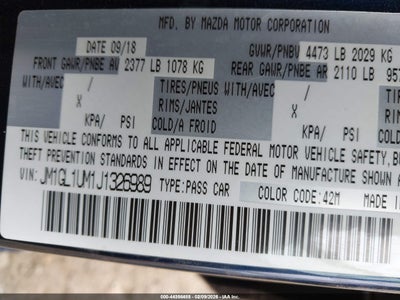 MFD. BY MAZDA MOTOR CORPORATION
DATE 09/18 GVWR/PNBV 4473 LB 2029 KG
FRONT GAWR/PNBE AV 2377 LB 1078 KG REAR GAWR/PNBE AR 2110 LB 957
WITH/AVEC / TIRES/PNEUS WITH/AVEC /
X RIMS/JANTES X
KPA/ PSI COLD/A FROID KPA/ PSI
THIS VEHICLE CONFORMS TO ALL APPLICABLE FEDERAL MOTOR VEHICLE SAFETY, BU
THEFT PREVENTION STANDARDS IN EFFECT ON THE DATE OF MANUFACTURE SHOWN
VIN: JM1GL1UM1J1326989 TYPE: PASS CAR COLOR CODE: 42M MADE IN
000-44598488 - 02/09/2026 - IAA Inc.